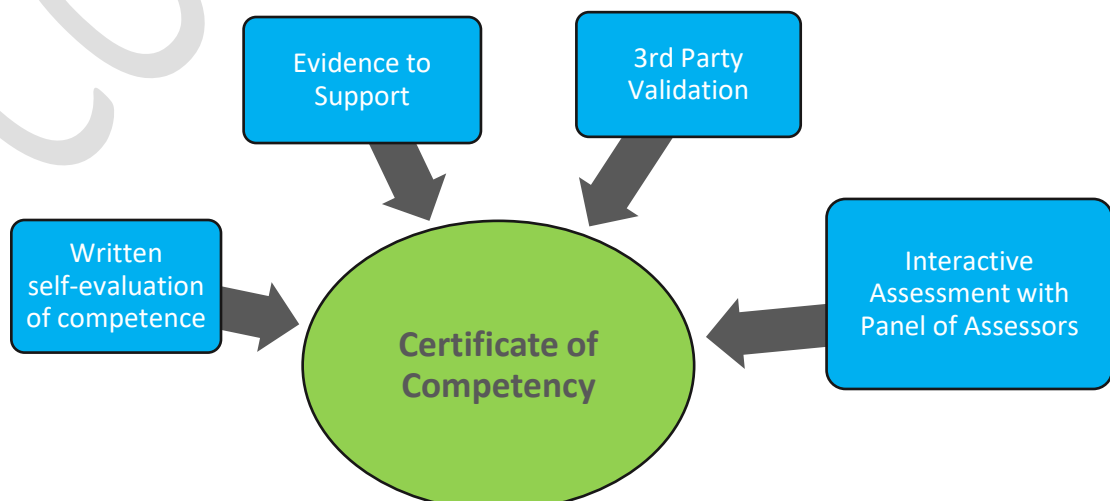 Evidence to
Support
3rd Party
Validation
Written
self-evaluation
of competence
Interactive
Assessment with
Panel of Assessors
Certificate of
Competency